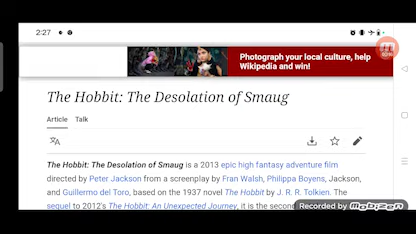 2:27
Photograph your local culture, help
Wikipedia and win!
The Hobbit: The Desolation of Smaug
Article Talk
The Hobbit: The Desolation of Smaug is a 2013 epic high fantasy adventure film
directed by Peter Jackson from a screenplay by Fran Walsh, Philippa Boyens, Jackson,
and Guillermo del Toro, based on the 1937 novel The Hobbit by J. R. R. Tolkien. The
sequel to 2012's The Hobbit: An Unexpected Journey, it is the second
Recorded by MOBIZEN